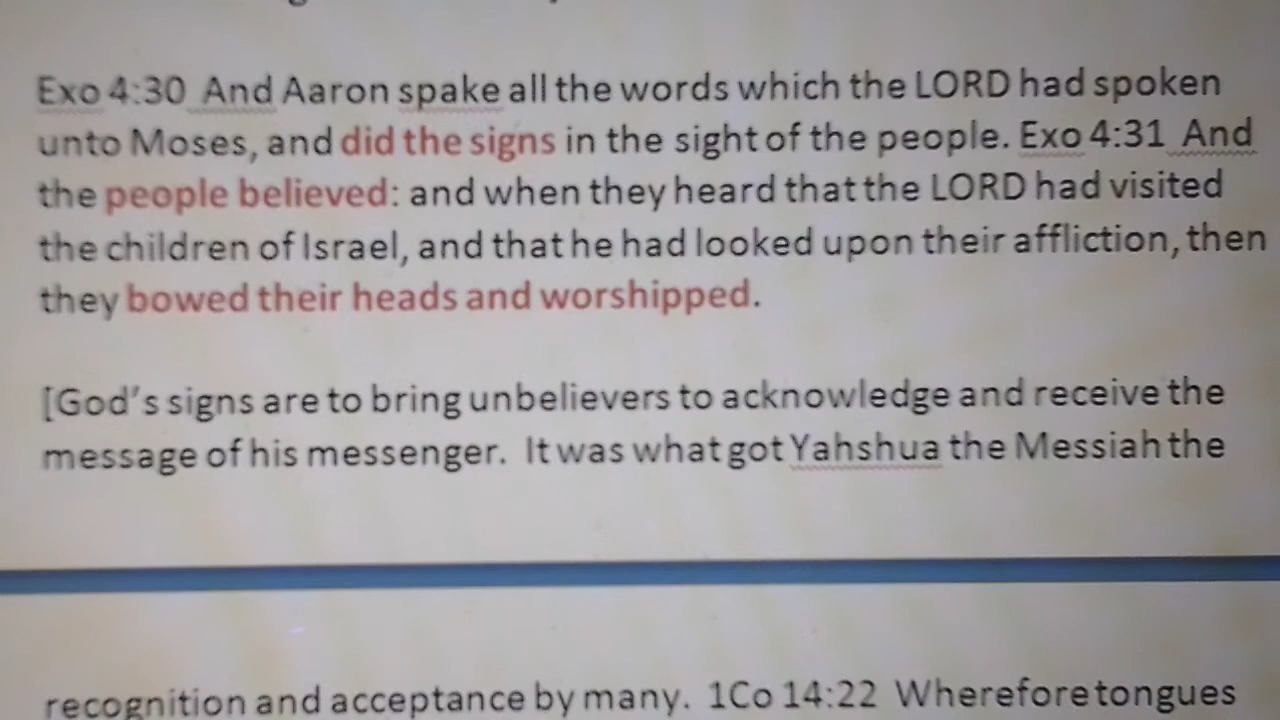 Exo 4:30 And Aaron spake all the words which the LORD had spoken
unto Moses, and did the signs in the sight of the people. Exo 4:31 And
the people believed: and when they heard that the LORD had visited
the children of Israel, and that he had looked upon their affliction, then
they bowed their heads and worshipped.
[God's signs are to bring unbelievers to acknowledge and receive the
message of his messenger. It was what got Yahshua the Messiah the
recognition and acceptance by many. 1Co 14:22 Wherefore tongues